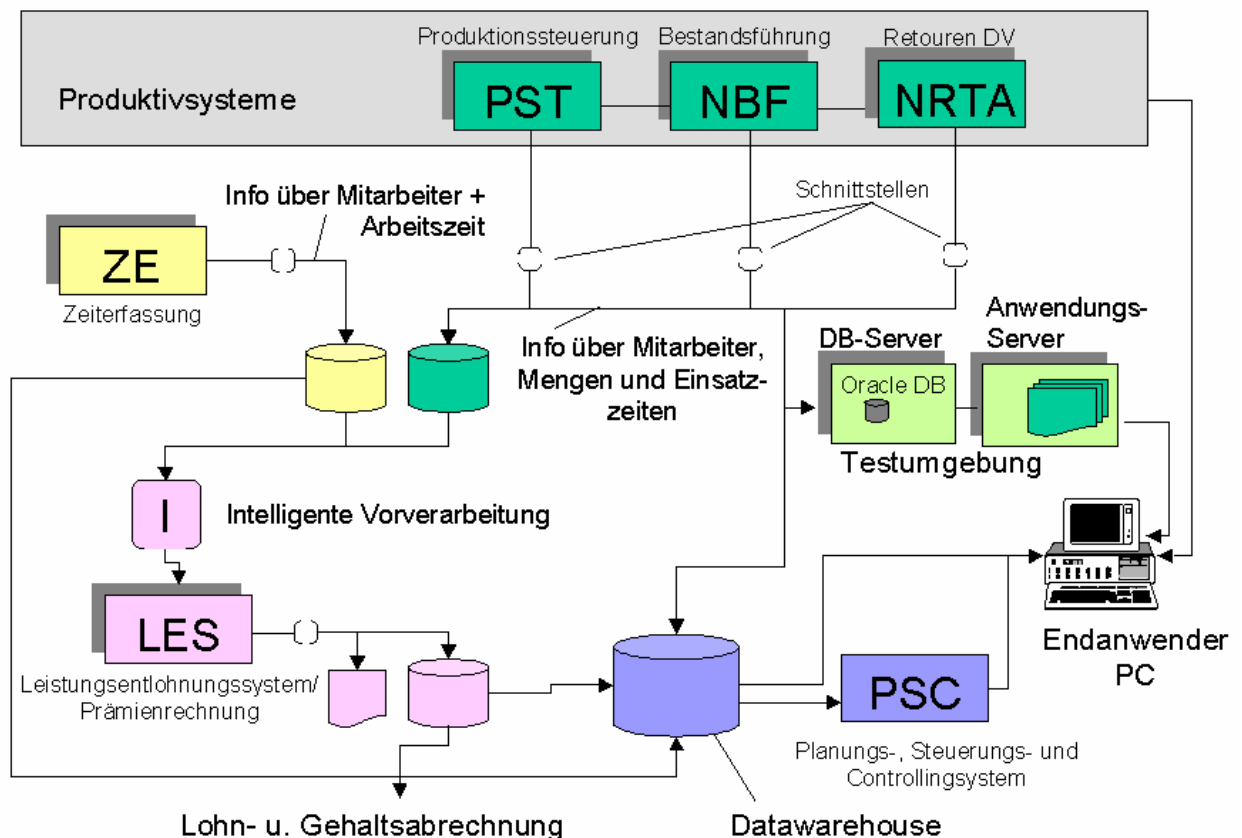 Produktionssteuerung
Bestandsführung
Retouren DV
Produktivsysteme
PST
NBF
NRTA
Info über Mitarbeiter +
Arbeitszeit
Schnittstellen
ZE
Zeiterfassung
Info über Mitarbeiter,
Mengen und Einsatz-
zeiten
DB-Server
Anwendungs-
Server
Oracle DB
Testumgebung
I
Intelligente Vorverarbeitung
LES
Leistungsentlohnungssystem/
Prämienrechnung
Endanwender
PC
PSC
Planungs-, Steuerungs- und
Controllingsystem
Lohn- u. Gehaltsabrechnung
Datawarehouse